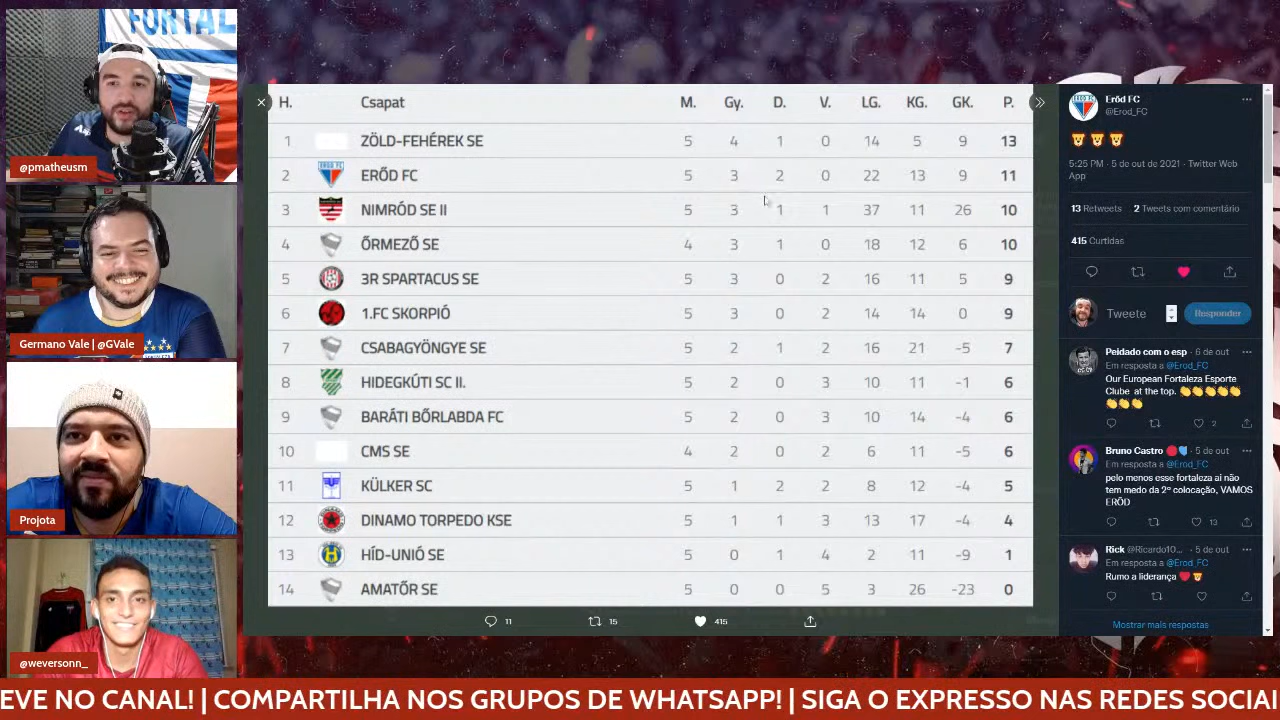 FORTAL
@pmatheusm
Germano Vale | @GVale
Projota
@weversonn_
H. Csapat M. Gy. D. V. LG. KG. GK. P.
1 ZÖLD-FEHÉREK SE 5 4 1 0 14 5 9 13
2 ERŐD FC 5 3 2 0 22 13 9 11
3 NIMRÓD SE II 5 3 1 1 37 11 26 10
4 ŐRMEZŐ SE 4 3 1 0 18 12 6 10
5 3R SPARTACUS SE 5 3 0 2 16 11 5 9
6 1.FC SKORPIÓ 5 3 0 2 14 14 0 9
7 CSABAGYÖNGYE SE 5 2 1 2 16 21 -5 7
8 HIDEGKÚTI SC II. 5 2 0 3 10 11 -1 6
9 BARÁTI BŐRLABDA FC 5 2 0 3 10 14 -4 6
10 CMS SE 4 2 0 2 6 11 -5 6
11 KÜLKER SC 5 1 2 2 8 12 -4 5
12 DINAMO TORPEDO KSE 5 1 1 3 13 17 -4 4
13 HÍD-UNIÓ SE 5 0 1 4 2 11 -9 1
14 AMATŐR SE 5 0 0 5 3 26 -23 0
11 15 415
Erőd FC
@Erod_FC
5:25 PM · 5 de out de 2021 · Twitter Web
App
13 Retweets 2 Tweets com comentário
415 Curtidas
Tweete Responder
Peidado com o esp · 6 de out
Em resposta a @Erod_FC
Our European Fortaleza Esporte
Clube at the top. 👏👏👏👏👏
👏👏👏
2
Bruno Castro · 5 de out
Em resposta a @Erod_FC
pelo menos esse fortaleza ai não
tem medo da 2º colocação, VAMOS
ERŐD
13
Rick @Ricardo10... · 5 de out
Em resposta a @Erod_FC
Rumo a liderança
Mostrar mais respostas
EVE NO CANAL! | COMPARTILHA NOS GRUPOS DE WHATSAPP! | SIGA O EXPRESSO NAS REDES SOCIAI